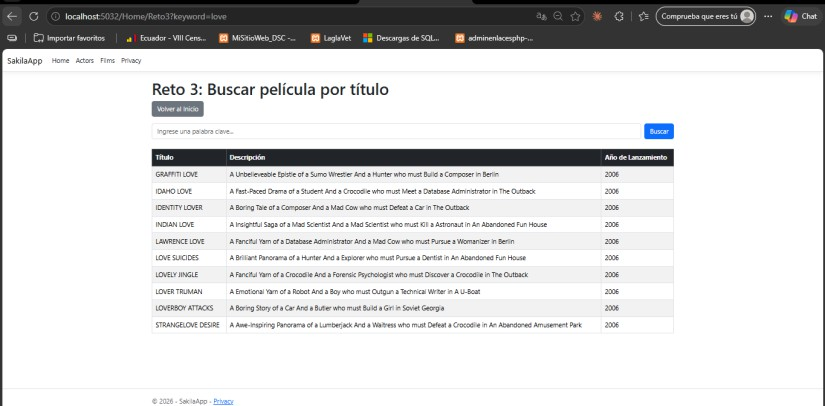 localhost:5032/Home/Reto3?keyword=love
Comprueba que eres tú
Chat
Importar favoritos
Ecuador - VIII Cens...
MiSitioWeb_DSC -...
LaglaVet
Descargas de SQL...
adminenlacesphp-...
SakilaApp Home Actors Films Privacy
Reto 3: Buscar película por título
Volver al Inicio
Ingrese una palabra clave...
Buscar
Título Descripción Año de Lanzamiento
GRAFFITI LOVE A Unbelieveable Epistle of a Sumo Wrestler And a Hunter who must Build a Composer in Berlin 2006
IDAHO LOVE A Fast-Paced Drama of a Student And a Crocodile who must Meet a Database Administrator in The Outback 2006
IDENTITY LOVER A Boring Tale of a Composer And a Mad Cow who must Defeat a Car in The Outback 2006
INDIAN LOVE A Insightful Saga of a Mad Scientist And a Mad Scientist who must Kill a Astronaut in An Abandoned Fun House 2006
LAWRENCE LOVE A Fanciful Yarn of a Database Administrator And a Mad Cow who must Pursue a Womanizer in Berlin 2006
LOVE SUICIDES A Brilliant Panorama of a Hunter And a Explorer who must Pursue a Dentist in An Abandoned Fun House 2006
LOVELY JINGLE A Fanciful Yarn of a Crocodile And a Forensic Psychologist who must Discover a Crocodile in The Outback 2006
LOVER TRUMAN A Emotional Yarn of a Robot And a Boy who must Outgun a Technical Writer in A U-Boat 2006
LOVERBOY ATTACKS A Boring Story of a Car And a Butler who must Build a Girl in Soviet Georgia 2006
STRANGELOVE DESIRE A Awe-Inspiring Panorama of a Lumberjack And a Waitress who must Defeat a Crocodile in An Abandoned Amusement Park 2006
© 2026 - SakilaApp - Privacy